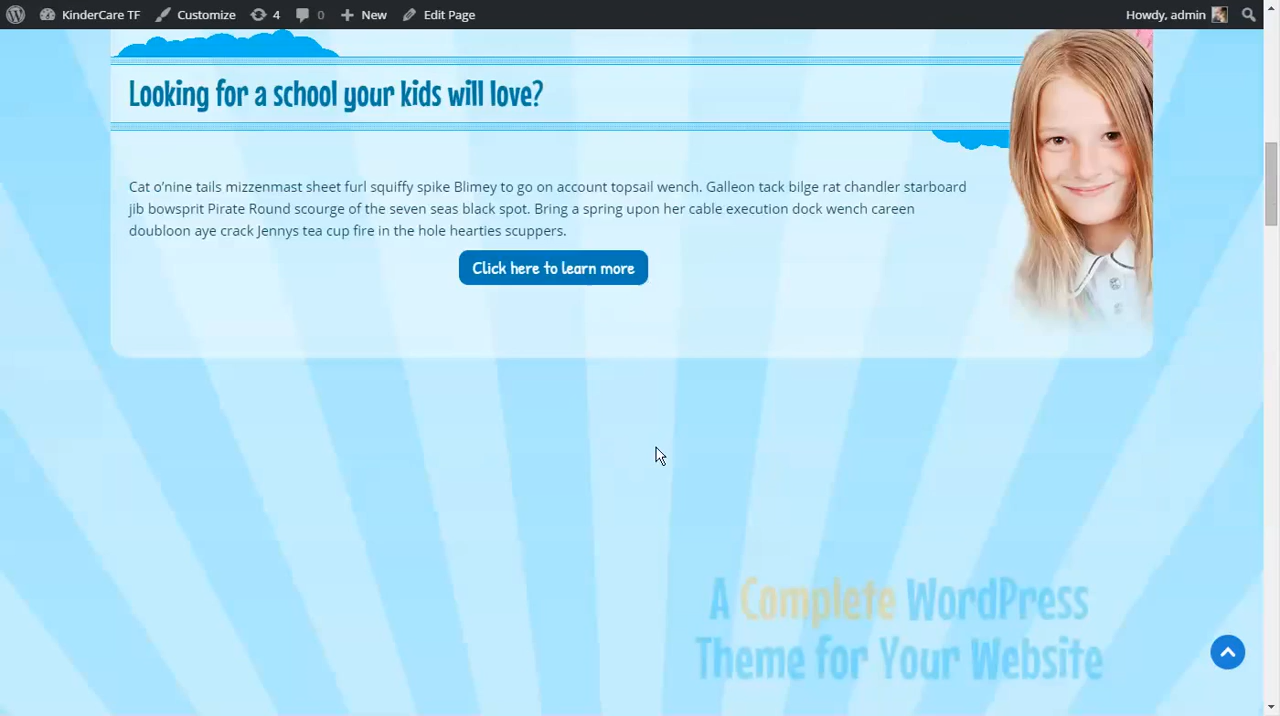 KinderCare TF Customize 4 0 New Edit Page Howdy, admin
Looking for a school your kids will love?
Cat o’nine tails mizzenmast sheet furl squiffy spike Blimey to go on account topsail wench. Galleon tack bilge rat chandler starboard
jib bowsprit Pirate Round scourge of the seven seas black spot. Bring a spring upon her cable execution dock wench careen
doubloon aye crack Jennys tea cup fire in the hole hearties scuppers.
Click here to learn more
A Complete WordPress
Theme for Your Website